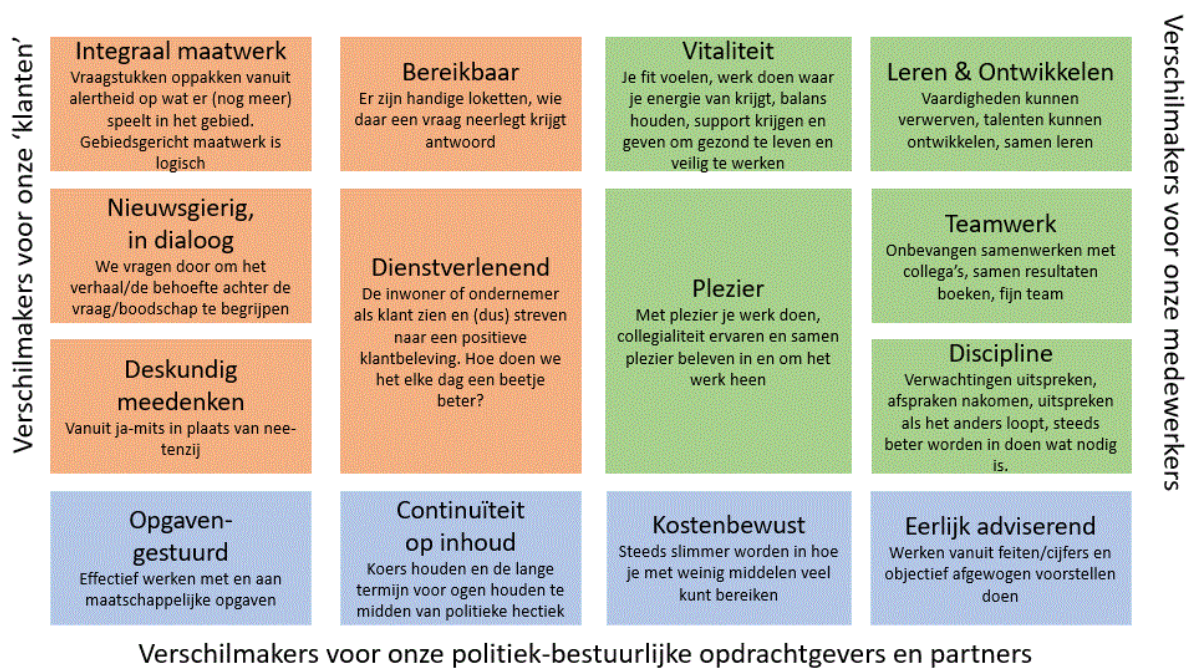 Verschilmakers voor onze 'klanten'
Integraal maatwerk
Vraagstukken oppakken vanuit
alertheid op wat er (nog meer)
speelt in het gebied.
Gebiedsgericht maatwerk is
logisch
Bereikbaar
Er zijn handige loketten, wie
daar een vraag neerlegt krijgt
antwoord
Vitaliteit
Je fit voelen, werk doen waar
je energie van krijgt, balans
houden, support krijgen en
geven om gezond te leven en
veilig te werken
Leren & Ontwikkelen
Vaardigheden kunnen
verwerven, talenten kunnen
ontwikkelen, samen leren
Nieuwsgierig,
in dialoog
We vragen door om het
verhaal/de behoefte achter de
vraag/boodschap te begrijpen
Dienstverlenend
De inwoner of ondernemer
als klant zien en (dus) streven
naar een positieve
klantbeleving. Hoe doen we
het elke dag een beetje
beter?
Plezier
Met plezier je werk doen,
collegialiteit ervaren en samen
plezier beleven in en om het
werk heen
Teamwerk
Onbevangen samenwerken met
collega's, samen resultaten
boeken, fijn team
Deskundig
meedenken
Vanuit ja-mits in plaats van nee-
tenzij
Discipline
Verwachtingen uitspreken,
afspraken nakomen, uitspreken
als het anders loopt, steeds
beter worden in doen wat nodig
is.
Opgaven-
gestuurd
Effectief werken met en aan
maatschappelijke opgaven
Continuïteit
op inhoud
Koers houden en de lange
termijn voor ogen houden te
midden van politieke hectiek
Kostenbewust
Steeds slimmer worden in hoe
je met weinig middelen veel
kunt bereiken
Eerlijk adviserend
Werken vanuit feiten/cijfers en
objectief afgewogen voorstellen
doen
Verschilmakers voor onze medewerkers
Verschilmakers voor onze politiek-bestuurlijke opdrachtgevers en partners